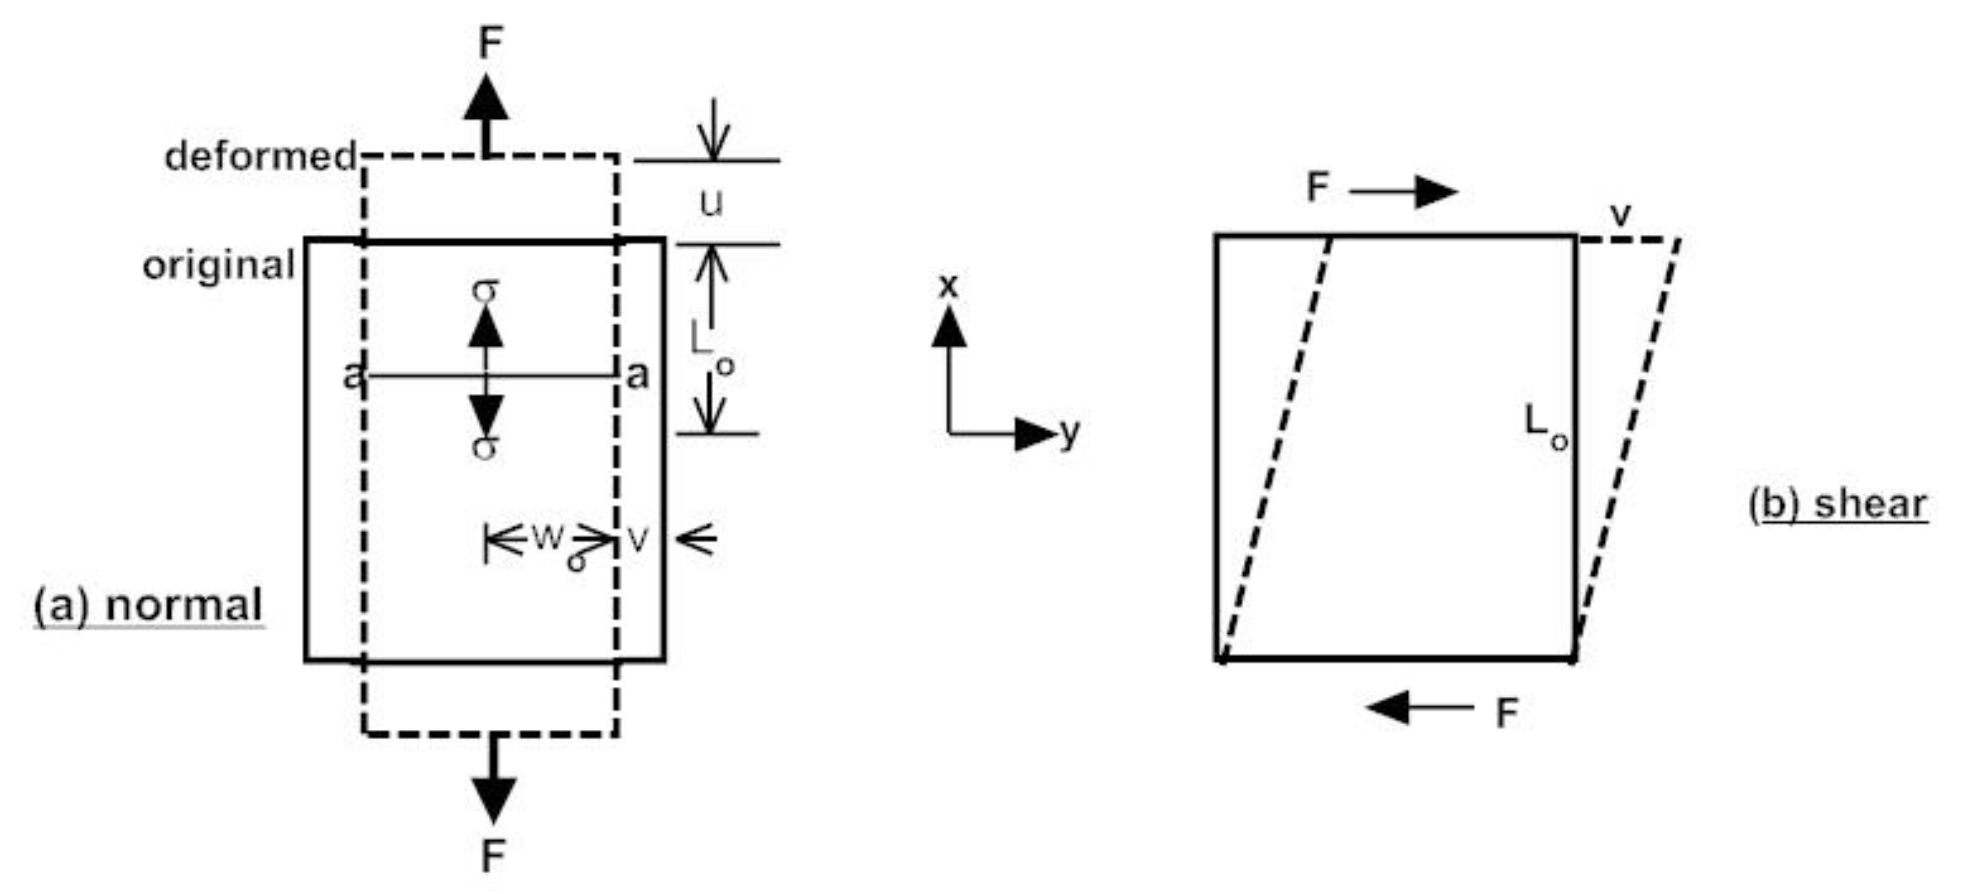 F
deformed
u
original
σ
L
o
a a
σ
w
o
v
(a) normal
F
x
y
F
v
L
o
(b) shear
F